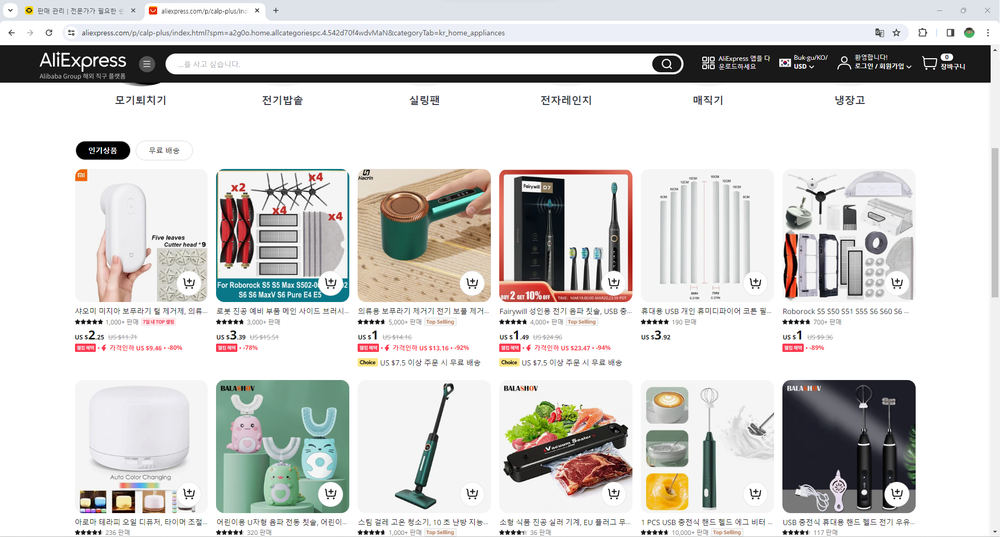 판매 관리 | 전문가가 필요한 순
aliexpress.com/p/calp-plus/ind
aliexpress.com/p/calp-plus/index.html?spm=a2g0o.home.allcategoriespc.4.542d70f4wdvMaN&categoryTab=kr_home_appliances
AliExpress
Alibaba Group 해외 직구 플랫폼
...을 사고 싶습니다.
AliExpress 앱을 다
운로드하세요
Buk-gu/KO/
USD
환영합니다!
로그인 / 회원가입
0
장바구니
모기퇴치기 전기밥솥 실링팬 전자레인지 매직기 냉장고
인기상품 무료 배송
mi
Five leaves
Cutter head *9
샤오미 미지아 보푸라기 털 제거제, 의류...
1,000+ 판매 7일 내 TOP 셀링
US $2.25 US $11.71
웰컴 혜택 • 가격인하 US $9.46 • -80%
x2
x4
x4
x4
For Roborock S5 S5 Max S502-0
02
S6 S6 MaxV S6 Pure E4 E5
로봇 진공 예비 부품 메인 사이드 브러시...
3,000+ 판매
US $3.39 US $15.51
웰컴 혜택 • -78%
Hacrin
의류용 보푸라기 제거기 전기 보풀 제거...
5,000+ 판매 Top Selling
US $1 US $14.16
웰컴 혜택 • 가격인하 US $13.16 • -92%
Choice US $7.5 이상 주문 시 무료 배송
Fairywill D7
BUY 2 GET 10% OFF
TIME: MAR19,00:00-MAR20,23:59 PDT
Fairywill 성인용 전기 음파 칫솔, USB 충...
4,000+ 판매 Top Selling
US $1.49 US $24.96
웰컴 혜택 • 가격인하 US $23.47 • -94%
Choice US $7.5 이상 주문 시 무료 배송
8CM 10CM 12CM 15CM 15CM 12CM 10CM 8CM
8MM 7MM
0.31IN 0.27IN
휴대용 USB 개인 휴미디파이어 코튼 필...
190 판매
US $3.92
Roborock S5 S50 S51 S55 S6 S60 S6 ...
700+ 판매
US $1 US $9.36
웰컴 혜택 • -89%
LIGHT
Auto Color Changing
아로마 테라피 오일 디퓨저, 타이머 조절...
236 판매
BALASHOV
어린이용 U자형 음파 전동 칫솔, 어린이...
320 판매
스팀 걸레 고온 청소기, 10 초 난방 지능...
1,000+ 판매 Top Selling
BALASHOV
Vacuum Sealer
소형 식품 진공 실러 기계, EU 플러그 무...
36 판매
1 PCS USB 충전식 핸드 헬드 에그 비터 ...
10,000+ 판매 Top Selling
BALASHOV
USB 충전식 휴대용 핸드 헬드 전기 우유...
117 판매